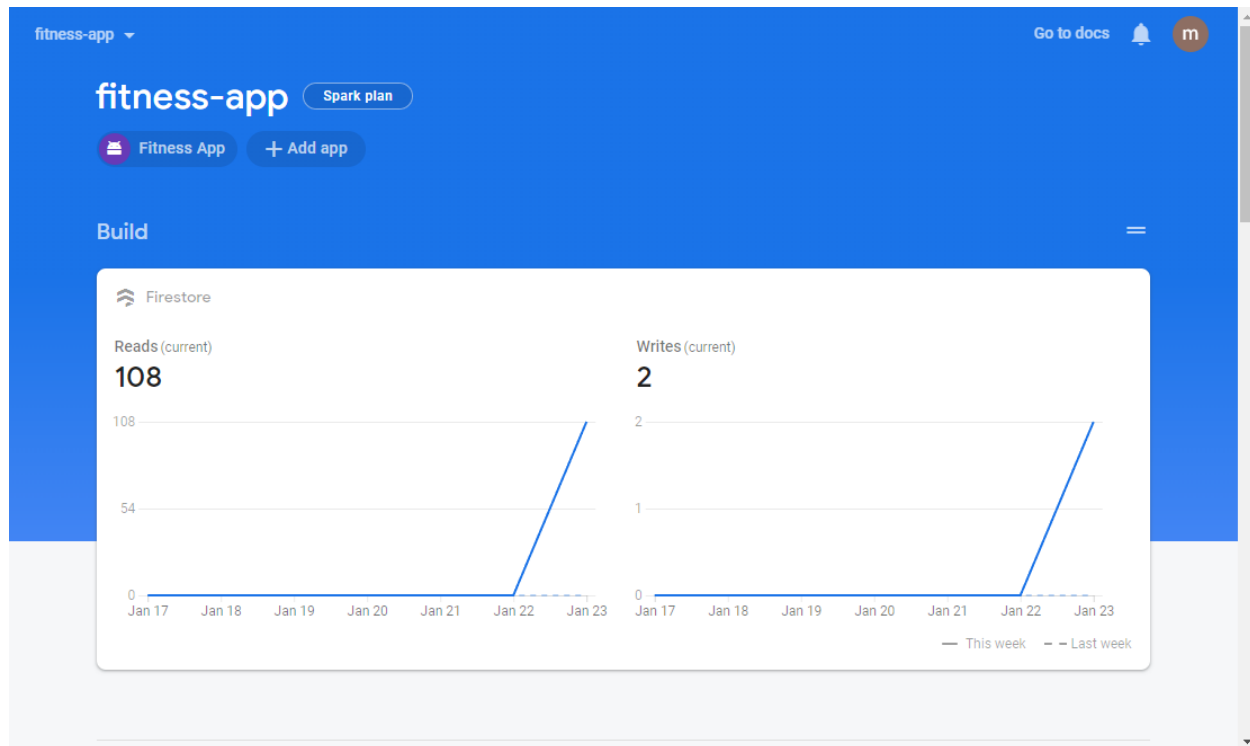 fitness-app Go to docs m
fitness-app Spark plan
Fitness App + Add app
Build
Firestore
Reads (current)
108
108
54
0
Jan 17 Jan 18 Jan 19 Jan 20 Jan 21 Jan 22 Jan 23
Writes (current)
2
2
1
0
Jan 17 Jan 18 Jan 19 Jan 20 Jan 21 Jan 22 Jan 23
This week Last week